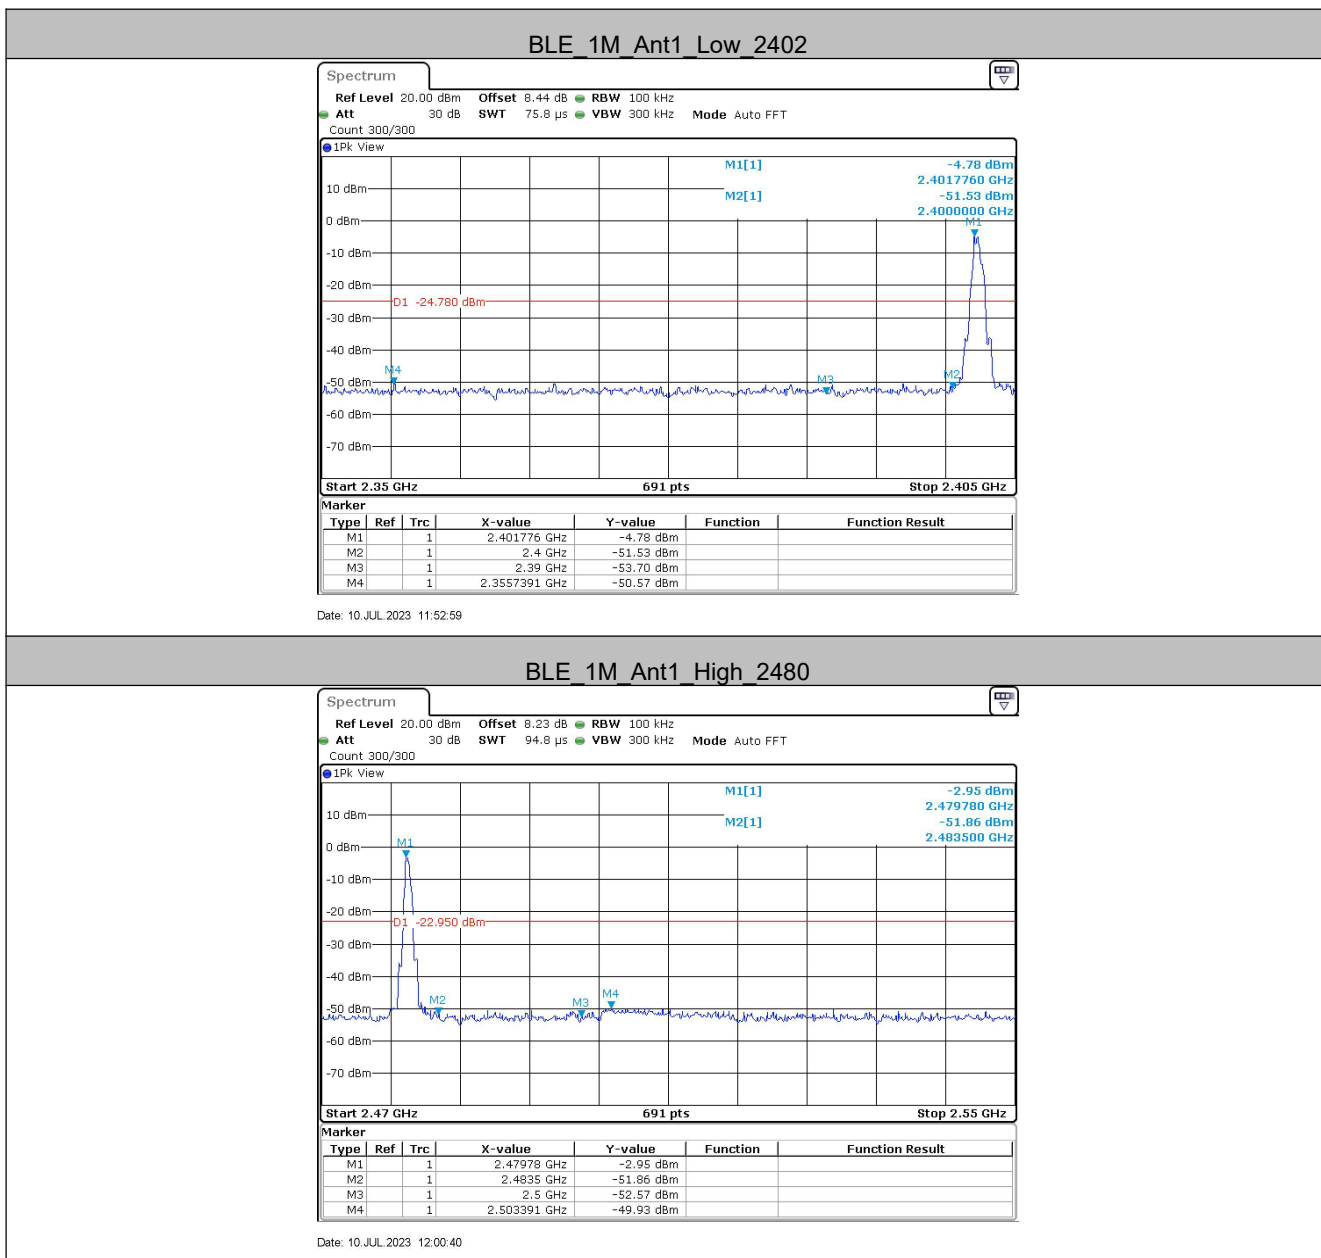 BLE_1M_Ant1_Low_2402
Spectrum
Ref Level 20.00 dBm Offset 8.44 dB RBW 100 kHz
Att 30 dB SWT 75.8 µs VBW 300 kHz Mode Auto FFT
Count 300/300
1Pk View
M1[1] -4.78 dBm
2.4017760 GHz
M2[1] -51.53 dBm
2.4000000 GHz
10 dBm
0 dBm
M1
-10 dBm
-20 dBm
D1 -24.780 dBm
-30 dBm
-40 dBm
M4
M3
M2
-50 dBm
-60 dBm
-70 dBm
Start 2.35 GHz 691 pts Stop 2.405 GHz
Marker
Type Ref Trc X-value Y-value Function Function Result
M1 1 2.401776 GHz -4.78 dBm
M2 1 2.4 GHz -51.53 dBm
M3 1 2.39 GHz -53.70 dBm
M4 1 2.3557391 GHz -50.57 dBm
Date: 10.JUL.2023 11:52:59
BLE_1M_Ant1_High_2480
Spectrum
Ref Level 20.00 dBm Offset 8.23 dB RBW 100 kHz
Att 30 dB SWT 94.8 µs VBW 300 kHz Mode Auto FFT
Count 300/300
1Pk View
M1[1] -2.95 dBm
2.479780 GHz
M2[1] -51.86 dBm
2.483500 GHz
10 dBm
0 dBm
M1
-10 dBm
-20 dBm
D1 -22.950 dBm
-30 dBm
-40 dBm
M2
M3
M4
-50 dBm
-60 dBm
-70 dBm
Start 2.47 GHz 691 pts Stop 2.55 GHz
Marker
Type Ref Trc X-value Y-value Function Function Result
M1 1 2.47978 GHz -2.95 dBm
M2 1 2.4835 GHz -51.86 dBm
M3 1 2.5 GHz -52.57 dBm
M4 1 2.503391 GHz -49.93 dBm
Date: 10.JUL.2023 12:00:40